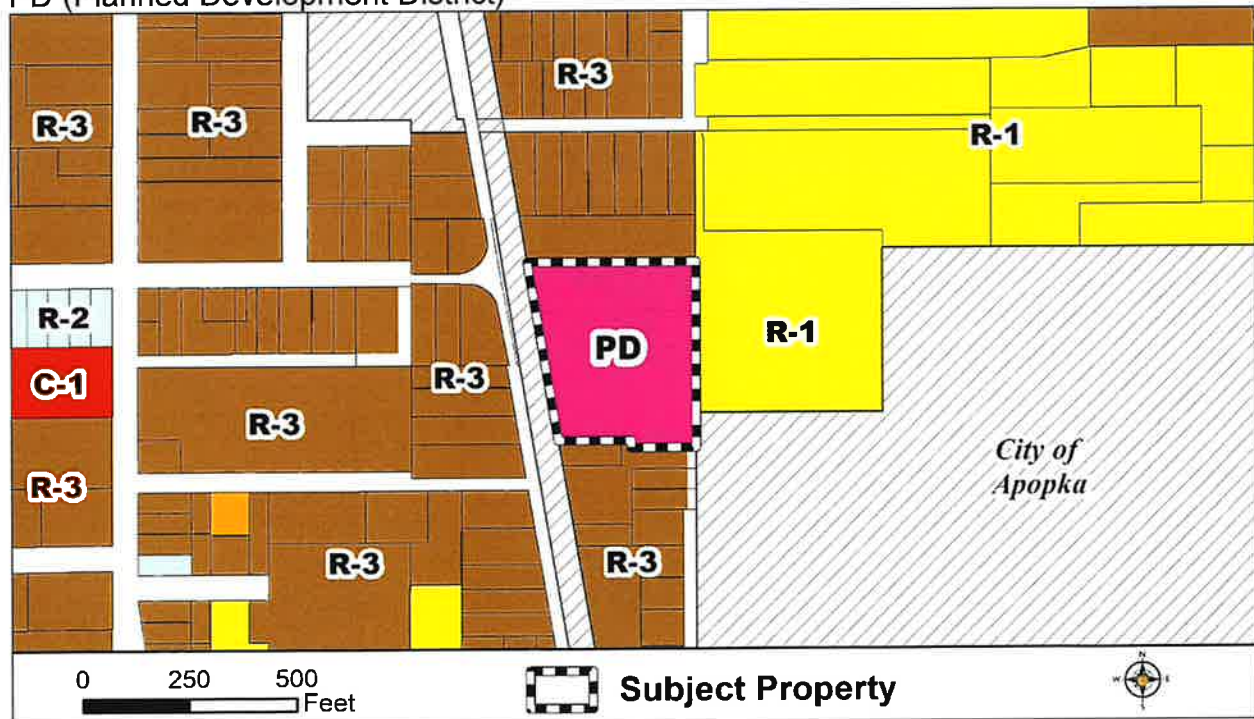 PD (Planned Development District)
R-3
R-3
R-3
R-1
R-2
C-1
R-3
R-3
PD
R-1
R-3
R-3
R-3
City of
Apopka
0 250 500
Feet
Subject Property
N
W E
S